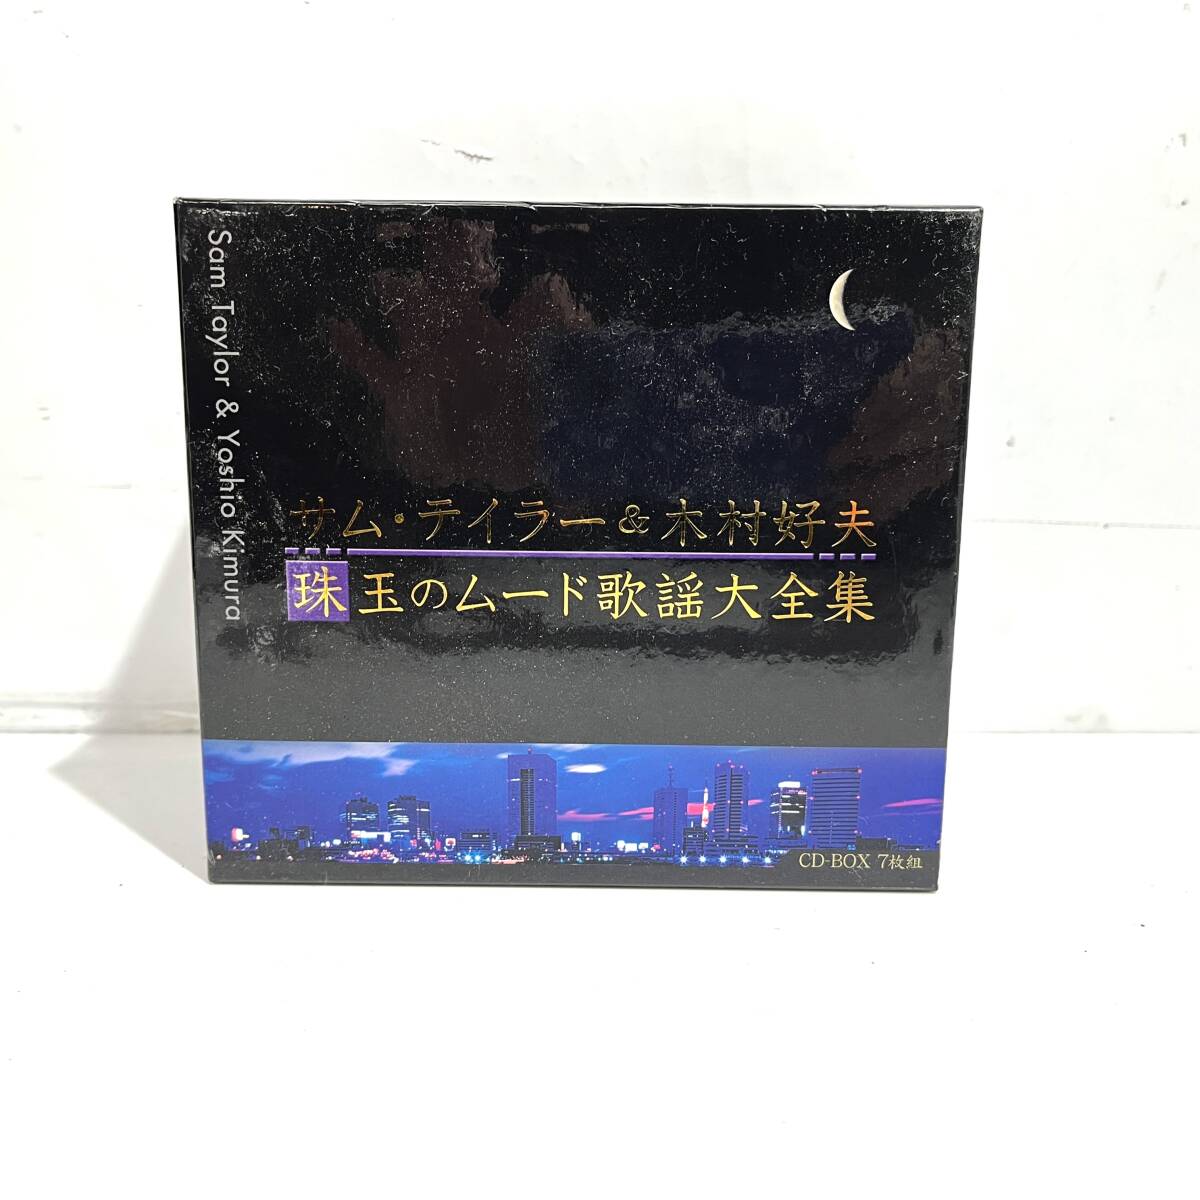 Sam Taylor & Yoshio Kimura
サム・テイラー&木村好夫
珠玉のムード歌謡大全集
CD-BOX 7枚組